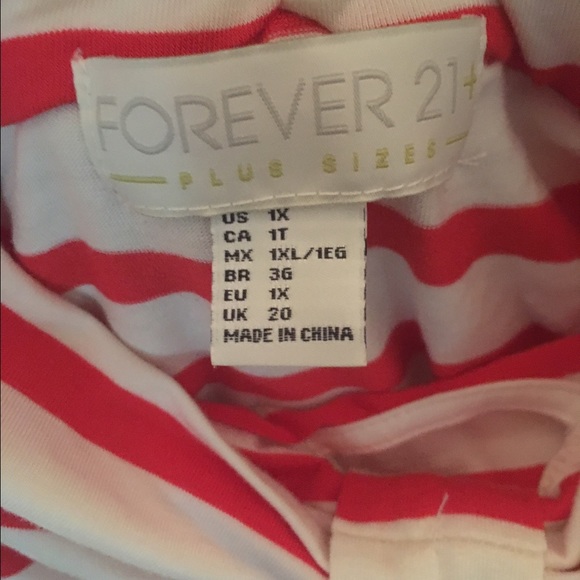 FOREVER 21+
PLUS SIZES
US 1X
CA 1T
MX 1XL/1EG
BR 3G
EU 1X
UK 20
MADE IN CHINA